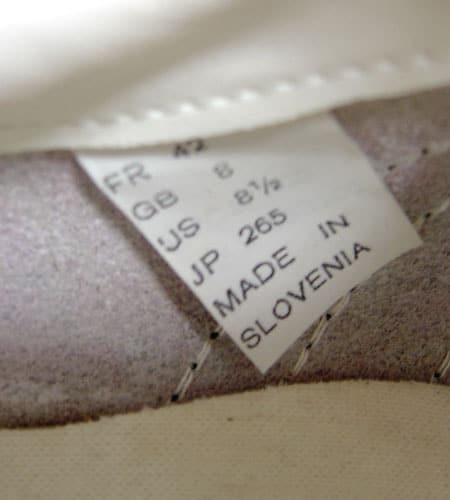 FR 42
GB 8
US 8½
JP 265
MADE IN
SLOVENIA